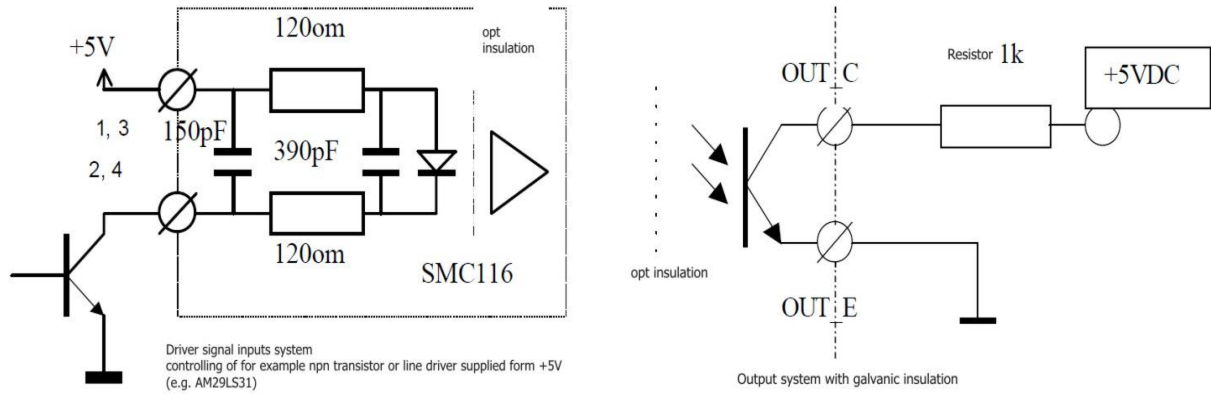 120om
opt
insulation
+5V
1, 3
150pF
2, 4
390pF
120om
SMC116
Driver signal inputs system
controlling of for example npn transistor or line driver supplied form +5V
(e.g. AM29LS31)
Resistor 1k
OUT C
+5VDC
opt insulation
OUT E
Output system with galvanic insulation